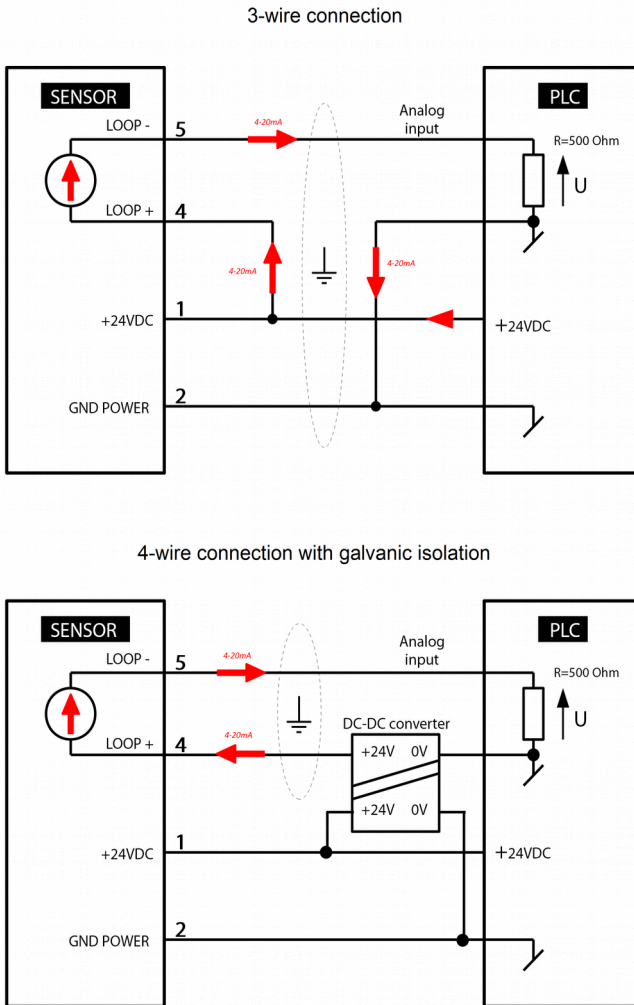 3-wire connection
SENSOR
PLC
LOOP -
5
4-20mA
Analog
input
R=500 Ohm
U
LOOP +
4
4-20mA
4-20mA
+24VDC
1
+24VDC
GND POWER
2
4-wire connection with galvanic isolation
SENSOR
PLC
LOOP -
5
4-20mA
Analog
input
R=500 Ohm
U
LOOP +
4
4-20mA
DC-DC converter
+24V 0V
+24V 0V
+24VDC
1
+24VDC
GND POWER
2